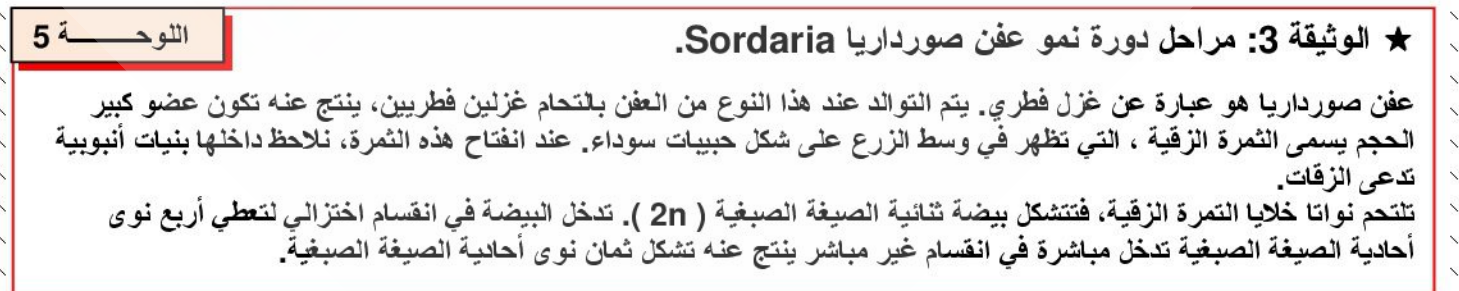 اللوحـــــة 5
★ الوثيقة 3: مراحل دورة نمو عفن صورداريا Sordaria.
عفن صورداريا هو عبارة عن غزل فطري. يتم التوالد عند هذا النوع من العفن بالتحام غزلين فطريين، ينتج عنه تكون عضو كبير
الحجم يسمى الثمرة الزقية ، التي تظهر في وسط الزرع على شكل حبيبات سوداء. عند انفتاح هذه الثمرة، نلاحظ داخلها بنيات أنبوبية
تدعى الزقات.
تلتحم نواتا خلايا التمرة الزقية، فتتشكل بيضة ثنائية الصيغة الصبغية ( 2n ). تدخل البيضة في انقسام اختزالي لتعطي أربع نوى
أحادية الصيغة الصبغية تدخل مباشرة في انقسام غير مباشر ينتج عنه تشكل ثمان نوى أحادية الصيغة الصبغية.